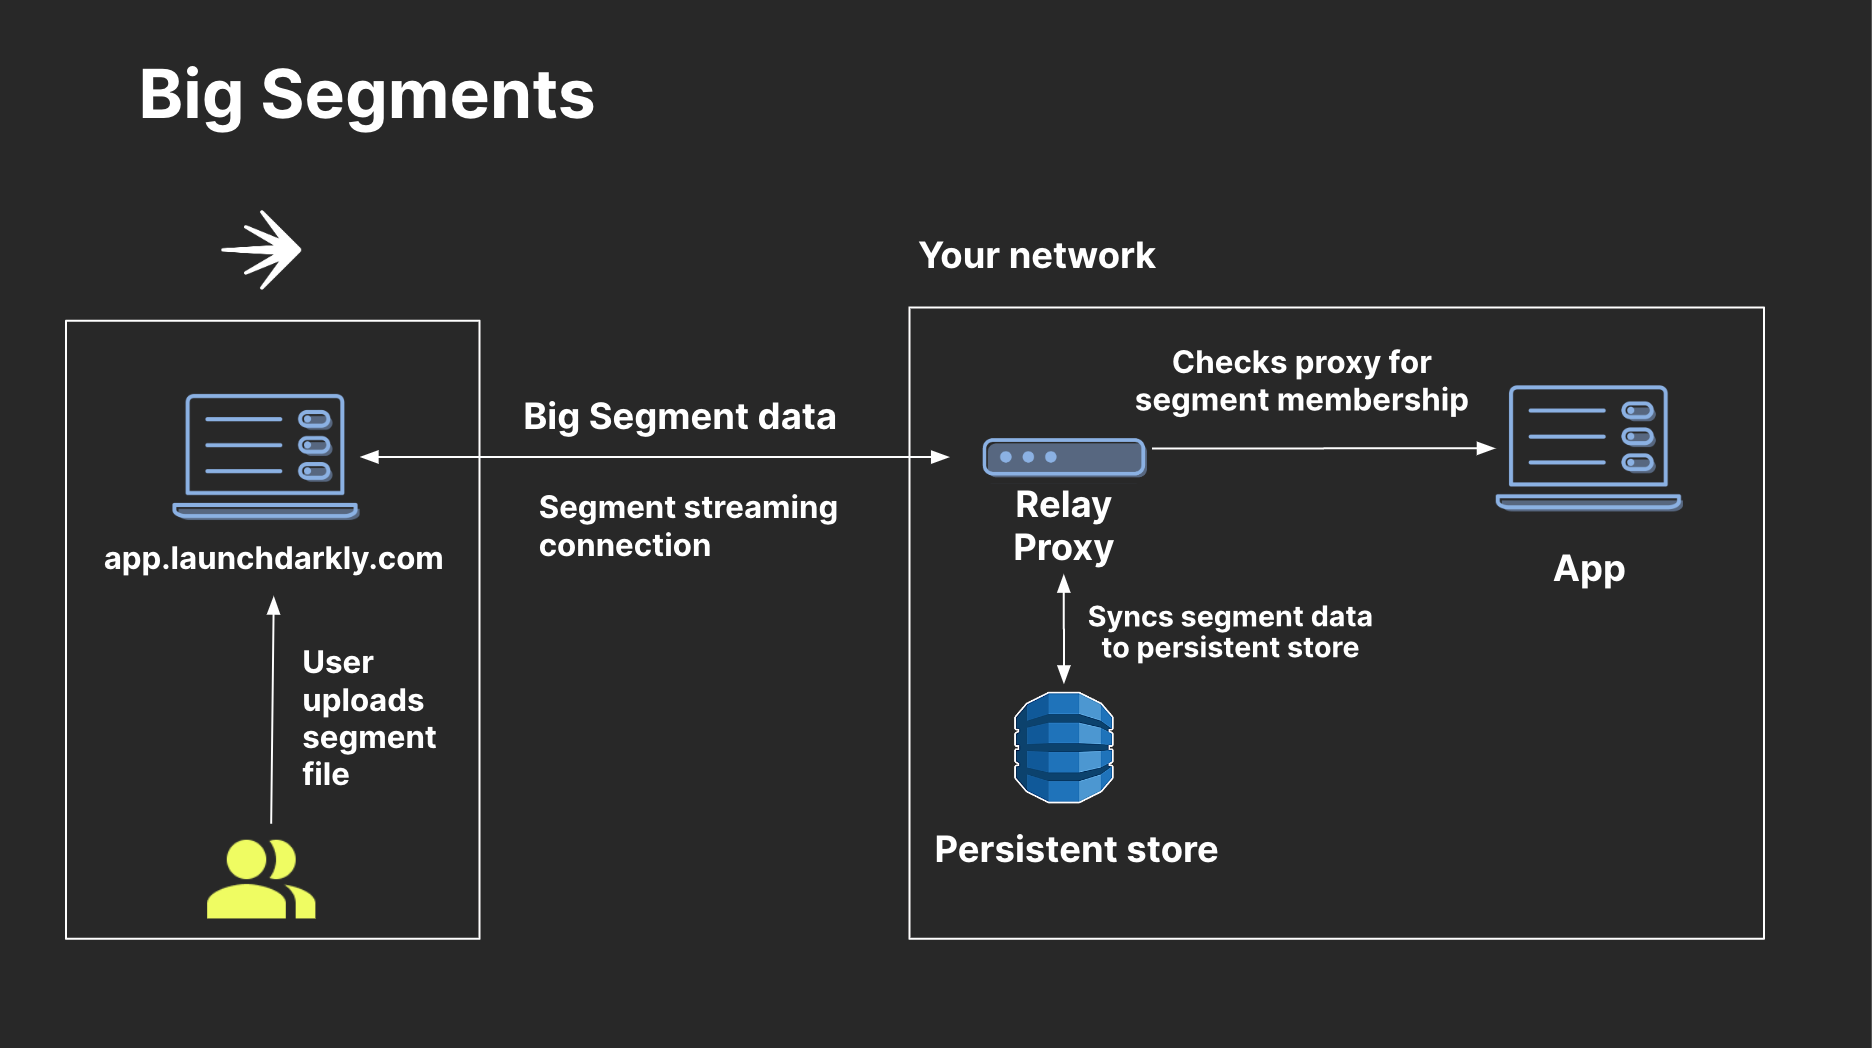 Big Segments
Your network
Big Segment data
Segment streaming
connection
app.launchdarkly.com
User
uploads
segment
file
Checks proxy for
segment membership
Relay
Proxy
App
Syncs segment data
to persistent store
Persistent store